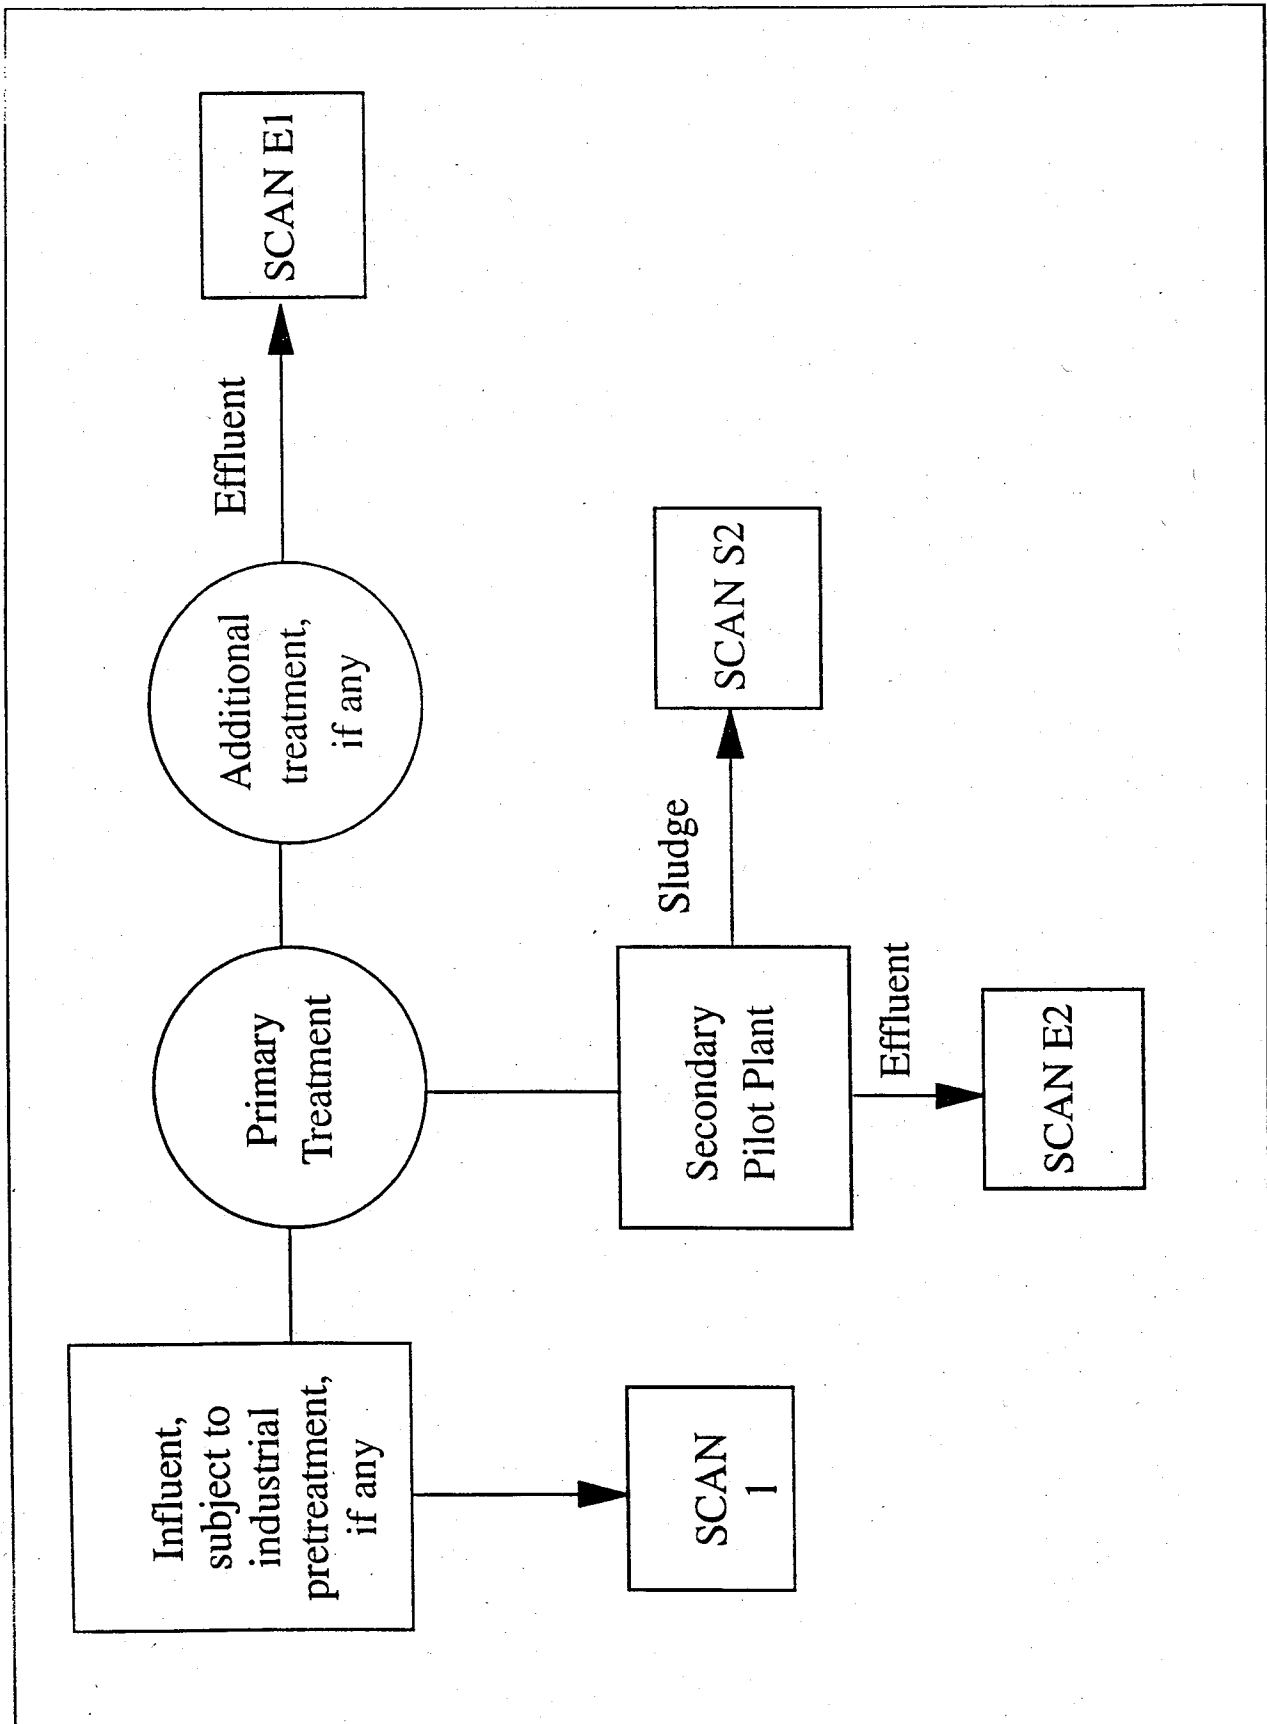 Influent,
subject to
industrial
pretreatment,
if any
Primary
Treatment
Additional
treatment,
if any
Effluent
SCAN E1
SCAN
1
Secondary
Pilot Plant
Sludge
SCAN S2
Effluent
SCAN E2